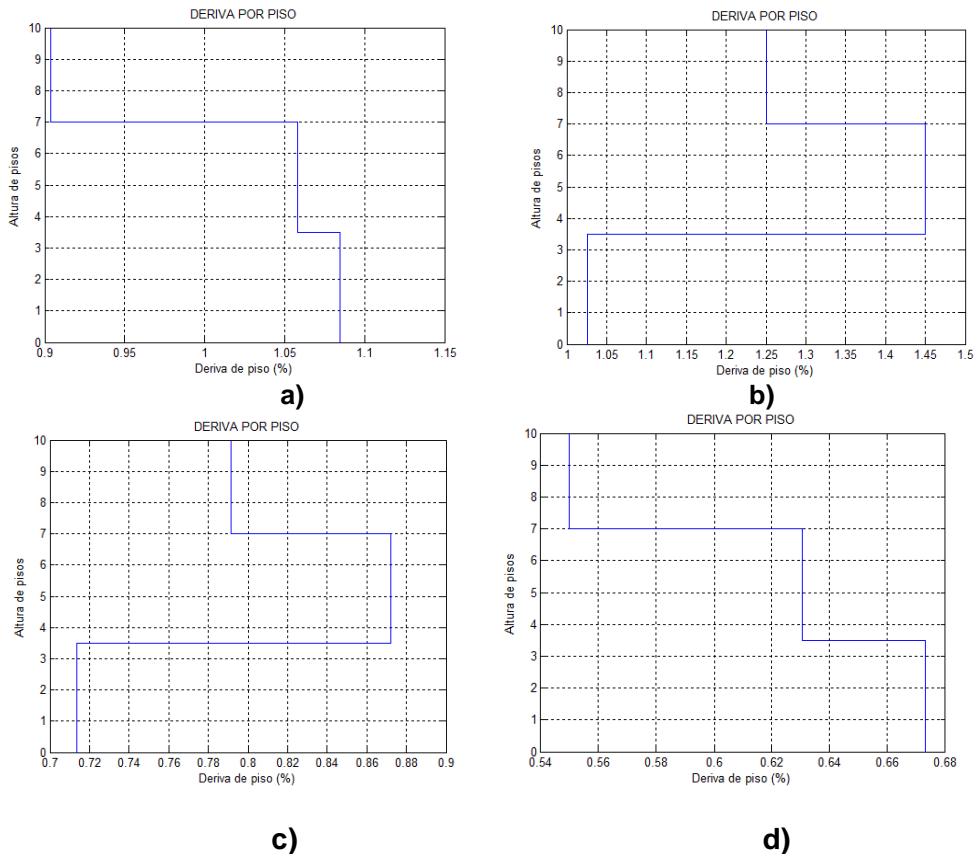 DERIVA POR PISO
10
9
8
7
6
5
4
3
2
1
0
Altura de pisos
0.9 0.95 1 1.05 1.1 1.15
Deriva de piso (%)
a)
DERIVA POR PISO
10
9
8
7
6
5
4
3
2
1
0
Altura de pisos
1 1.05 1.1 1.15 1.2 1.25 1.3 1.35 1.4 1.45 1.5
Deriva de piso (%)
b)
DERIVA POR PISO
10
9
8
7
6
5
4
3
2
1
0
Altura de pisos
0.7 0.72 0.74 0.76 0.78 0.8 0.82 0.84 0.86 0.88 0.9
Deriva de piso (%)
c)
DERIVA POR PISO
10
9
8
7
6
5
4
3
2
1
0
Altura de pisos
0.54 0.56 0.58 0.6 0.62 0.64 0.66 0.68
Deriva de piso (%)
d)